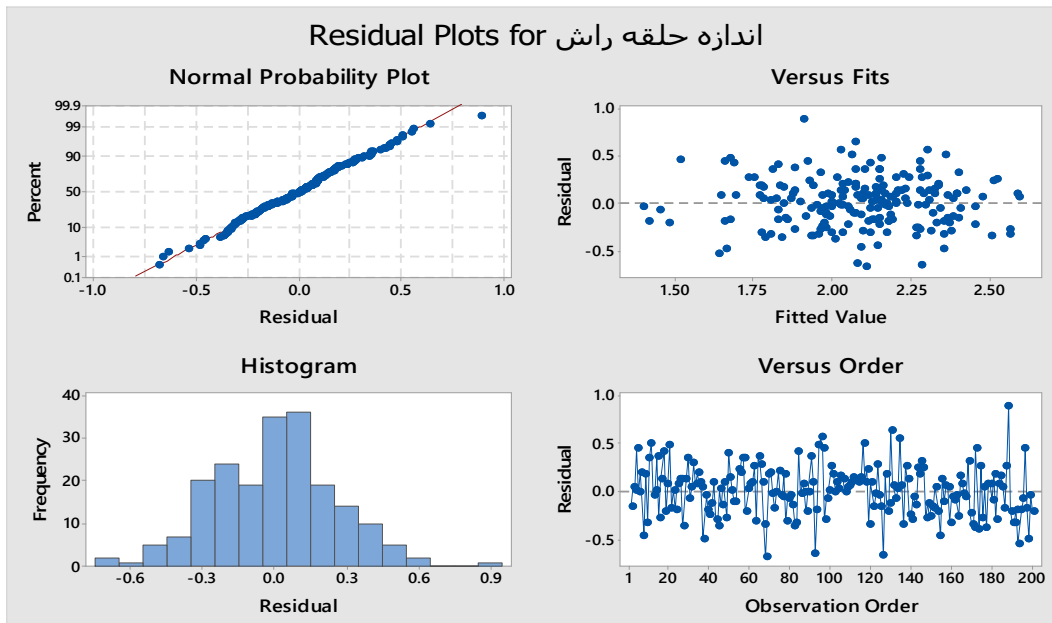 Residual Plots for اندازه حلقه راش
Normal Probability Plot
Percent
99.9
99
90
50
10
1
0.1
-1.0 -0.5 0.0 0.5 1.0
Residual
Versus Fits
Residual
1.0
0.5
0.0
-0.5
1.50 1.75 2.00 2.25 2.50
Fitted Value
Histogram
Frequency
40
30
20
10
0
-0.6 -0.3 0.0 0.3 0.6 0.9
Residual
Versus Order
Residual
1.0
0.5
0.0
-0.5
1 20 40 60 80 100 120 140 160 180 200
Observation Order